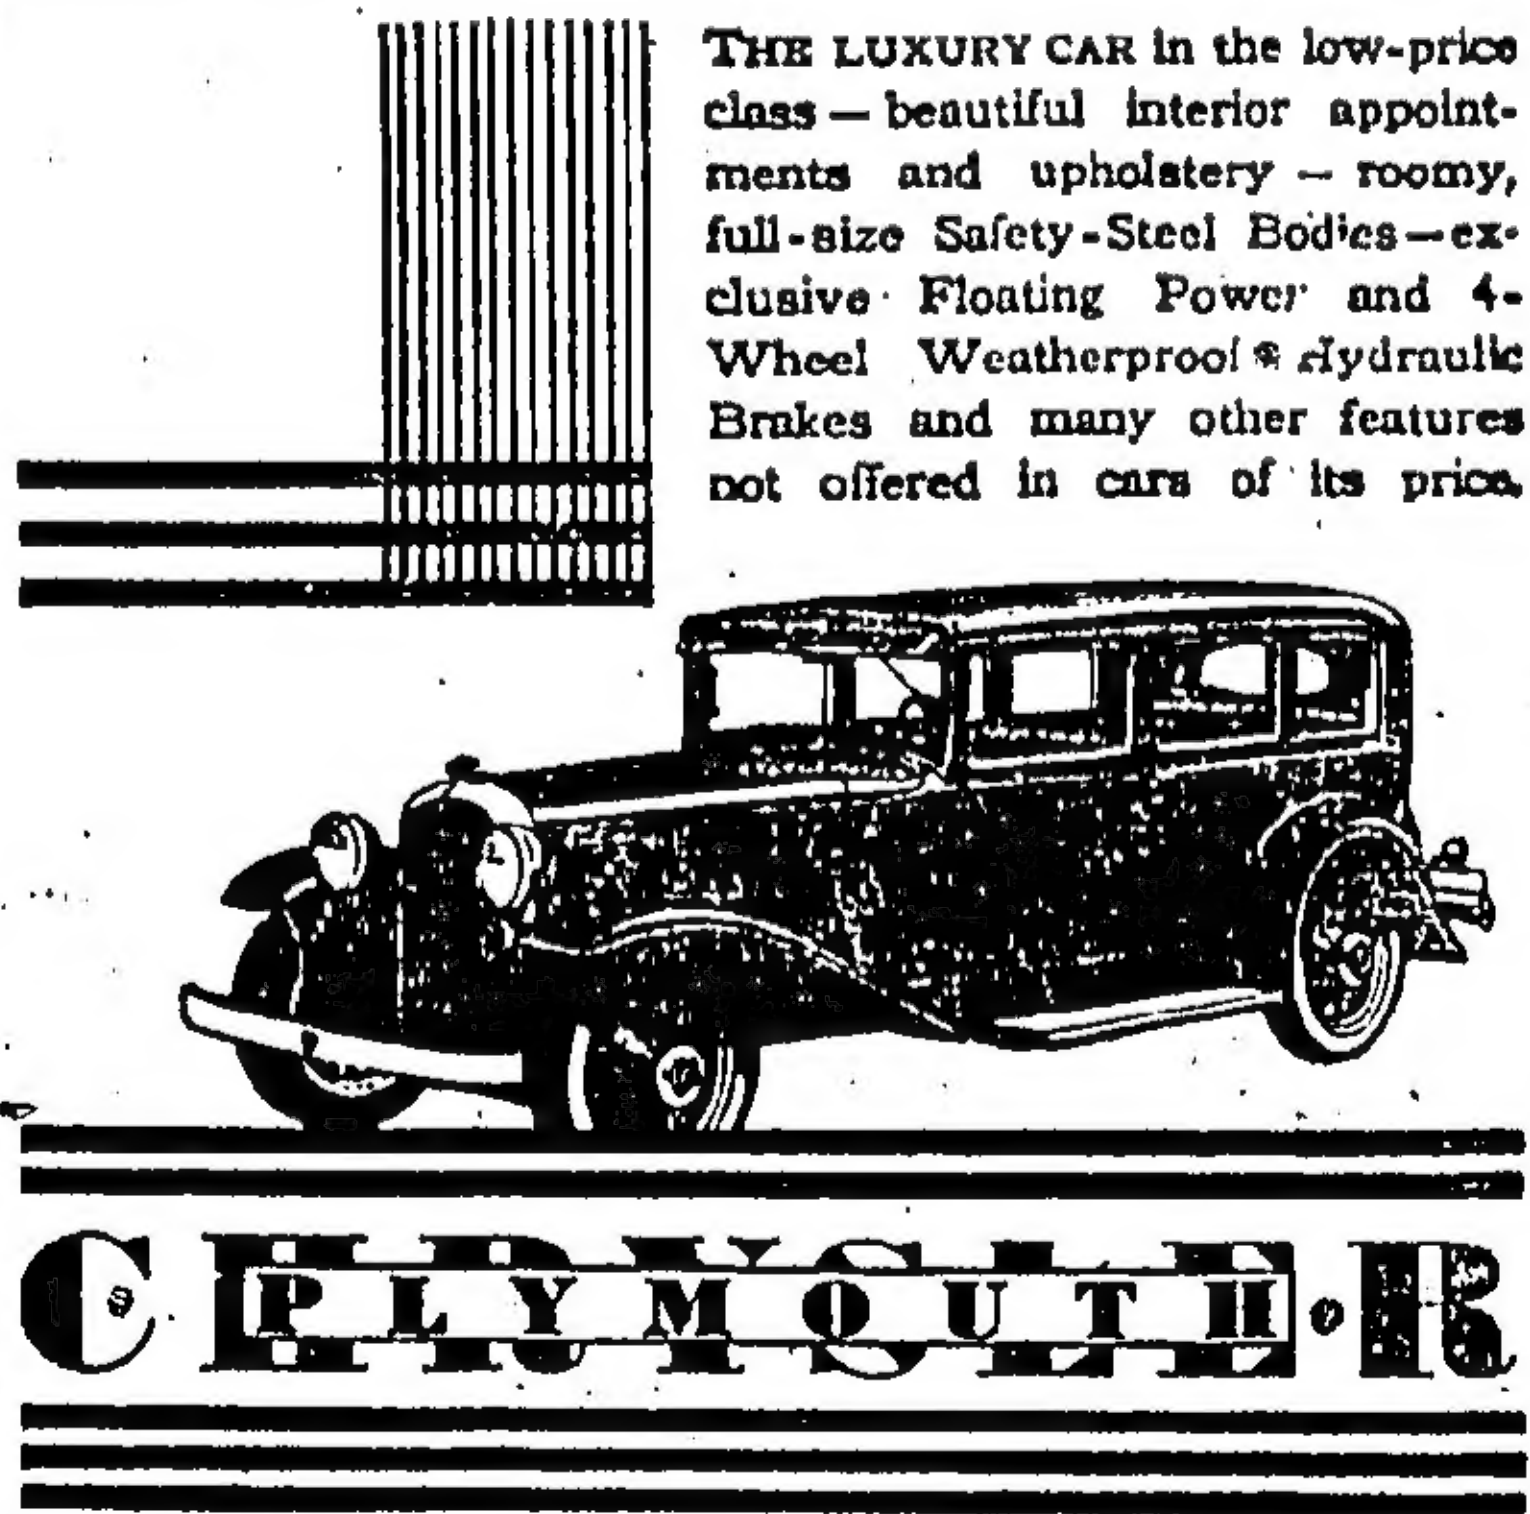 THE LUXURY CAR in the low-price
class — beautiful interior appoint-
ments and upholstery — roomy,
full-size Safety-Steel Bodies — ex-
clusive Floating Power and 4-
Wheel Weatherproof Hydraulic
Brakes and many other features
not offered in cars of its price.
CHRYSLER
PLYMOUTH